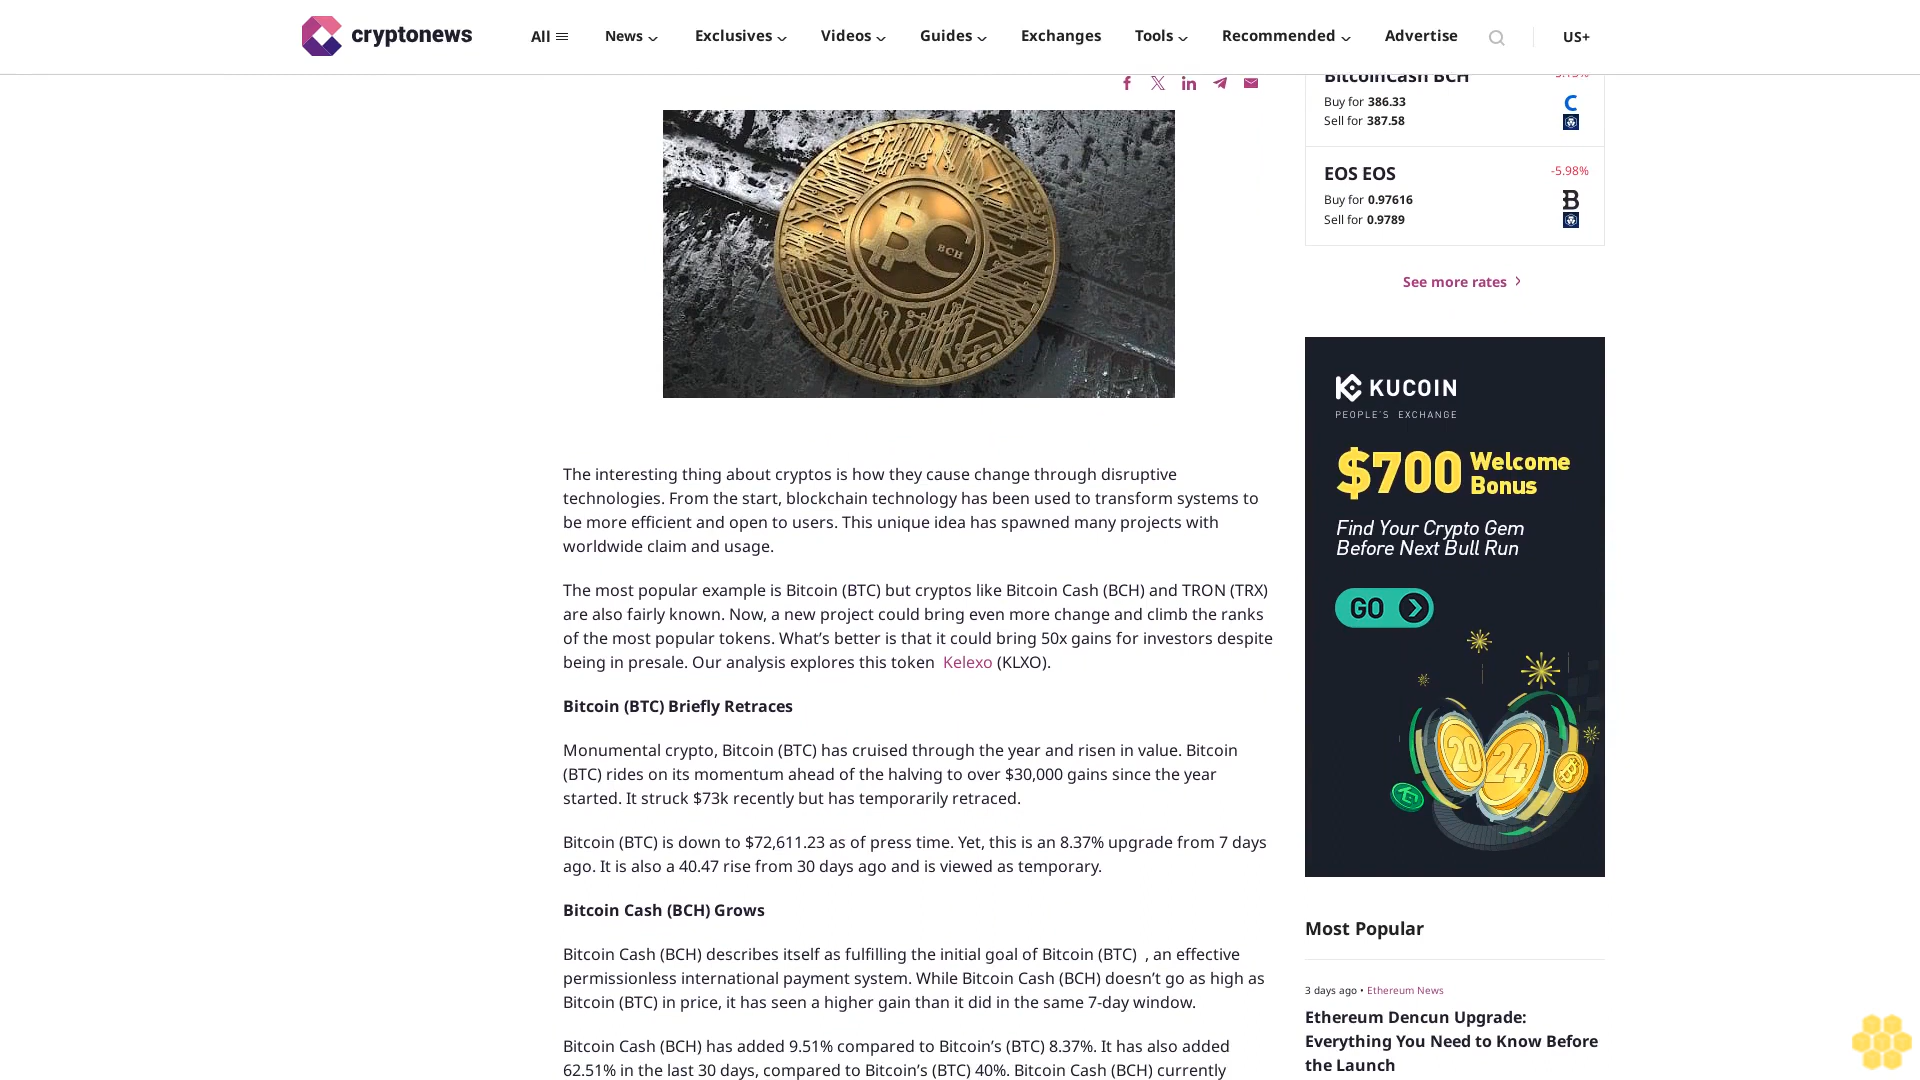 cryptonews
All
News
Exclusives
Videos
Guides
Exchanges
Tools
Recommended
Advertise
US+
BitcoinCash BCH
Buy for 386.33
Sell for 387.58
EOS EOS
-5.98%
Buy for 0.97616
Sell for 0.9789
See more rates
BCH
The interesting thing about cryptos is how they cause change through disruptive
technologies. From the start, blockchain technology has been used to transform systems to
be more efficient and open to users. This unique idea has spawned many projects with
worldwide claim and usage.
The most popular example is Bitcoin (BTC) but cryptos like Bitcoin Cash (BCH) and TRON (TRX)
are also fairly known. Now, a new project could bring even more change and climb the ranks
of the most popular tokens. What’s better is that it could bring 50x gains for investors despite
being in presale. Our analysis explores this token  Kelexo (KLXO).
Bitcoin (BTC) Briefly Retraces
Monumental crypto, Bitcoin (BTC) has cruised through the year and risen in value. Bitcoin
(BTC) rides on its momentum ahead of the halving to over $30,000 gains since the year
started. It struck $73k recently but has temporarily retraced.
Bitcoin (BTC) is down to $72,611.23 as of press time. Yet, this is an 8.37% upgrade from 7 days
ago. It is also a 40.47 rise from 30 days ago and is viewed as temporary.
Bitcoin Cash (BCH) Grows
Bitcoin Cash (BCH) describes itself as fulfilling the initial goal of Bitcoin (BTC)  , an effective
permissionless international payment system. While Bitcoin Cash (BCH) doesn’t go as high as
Bitcoin (BTC) in price, it has seen a higher gain than it did in the same 7-day window.
Bitcoin Cash (BCH) has added 9.51% compared to Bitcoin’s (BTC) 8.37%. It has also added
62.51% in the last 30 days, compared to Bitcoin’s (BTC) 40%. Bitcoin Cash (BCH) currently
KUCOIN
PEOPLE'S EXCHANGE
$700 Welcome
Bonus
Find Your Crypto Gem
Before Next Bull Run
GO
20 24
Most Popular
3 days ago • Ethereum News
Ethereum Dencun Upgrade:
Everything You Need to Know Before
the Launch